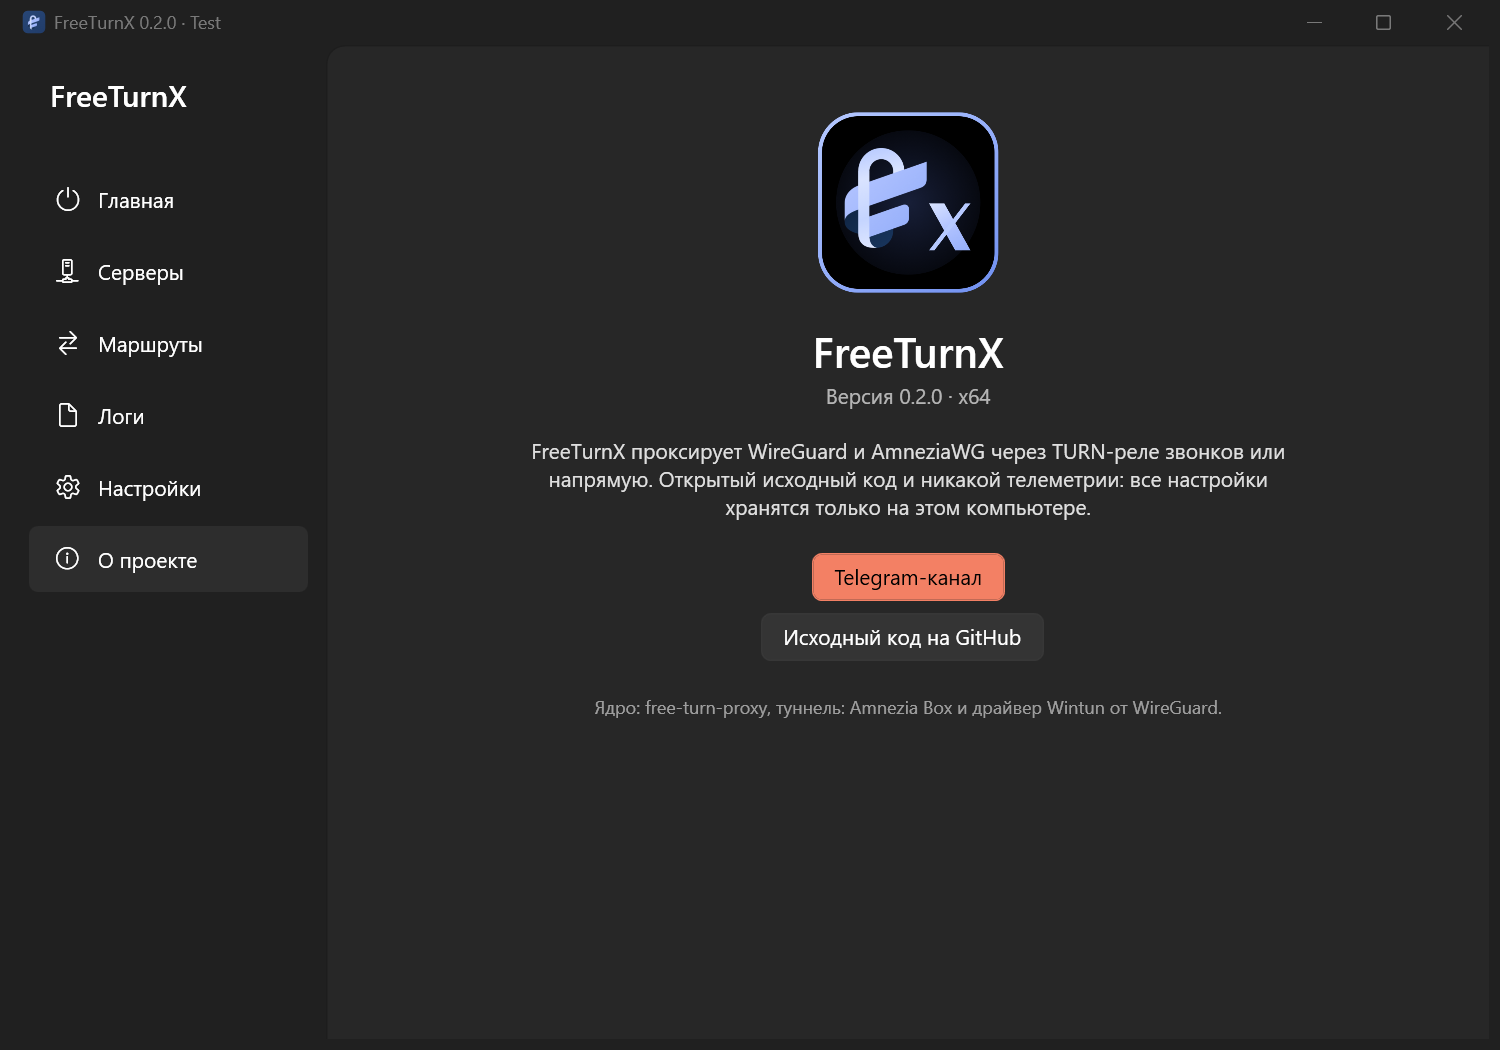 FreeTurnX 0.2.0 · Test
FreeTurnX
Главная
Серверы
Маршруты
Логи
Настройки
О проекте
X
FreeTurnX
Версия 0.2.0 · x64
FreeTurnX проксирует WireGuard и AmneziaWG через TURN-реле звонков или
напрямую. Открытый исходный код и никакой телеметрии: все настройки
хранятся только на этом компьютере.
Telegram-канал
Исходный код на GitHub
Ядро: free-turn-proxy, туннель: Amnezia Box и драйвер Wintun от WireGuard.